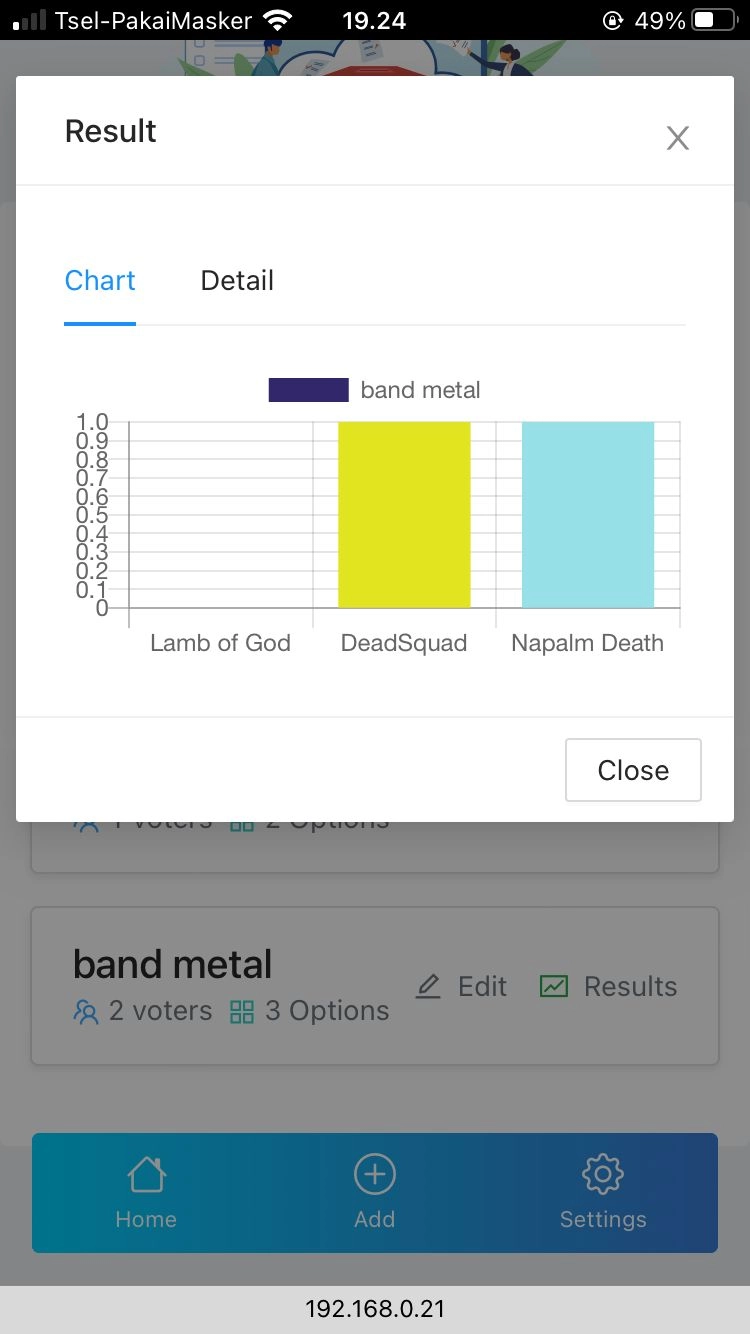 Tsel-PakaiMasker 19.24 49%
Result X
Chart Detail
band metal
1.0
0.9
0.8
0.7
0.6
0.5
0.4
0.3
0.2
0.1
0
Lamb of God DeadSquad Napalm Death
Close
1 voters 2 Options
band metal
Edit Results
2 voters 3 Options
Home Add Settings
192.168.0.21